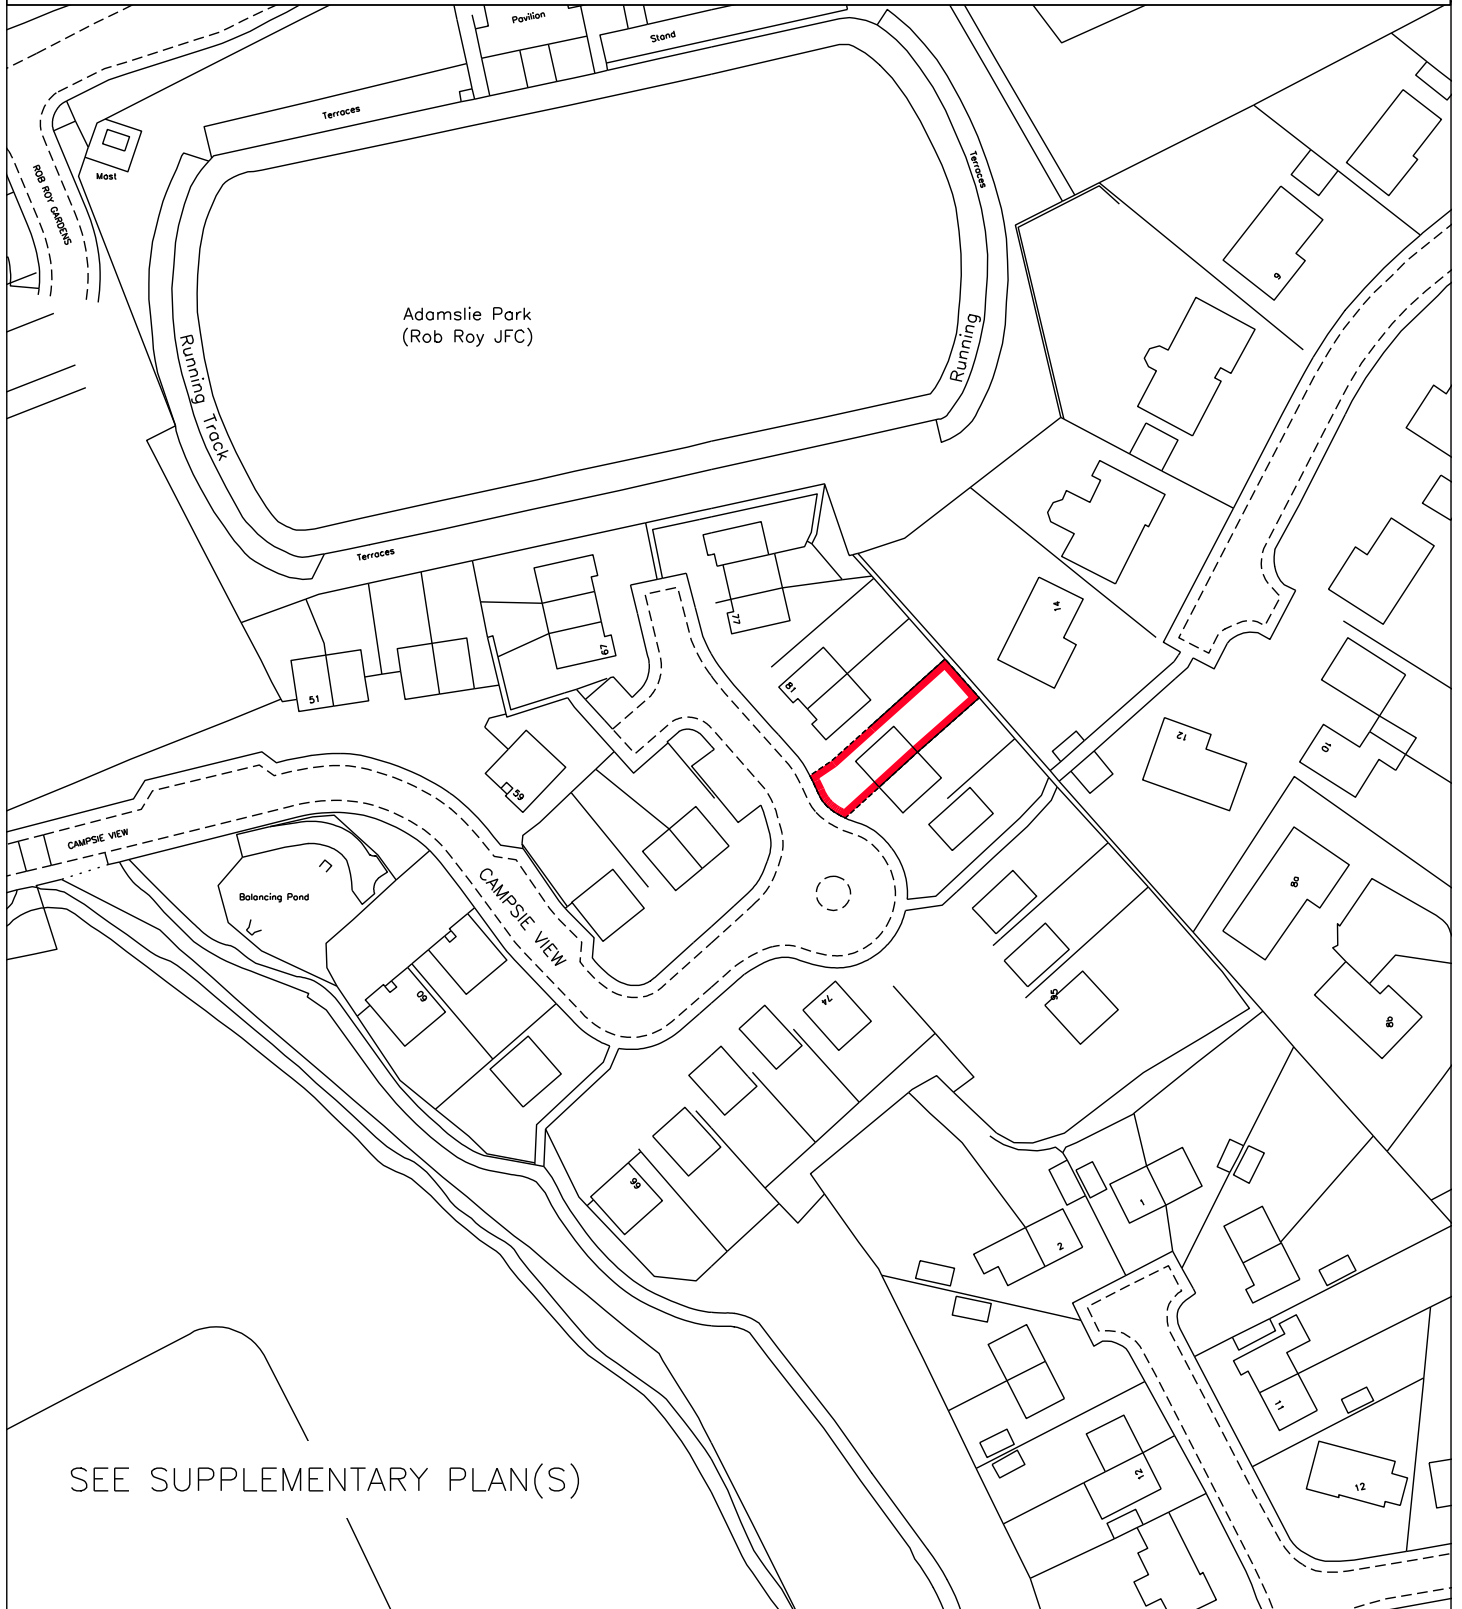 Pavilion
Stand
Terraces
Mast
ROB ROY GARDENS
Terraces
9
Adamslie Park
(Rob Roy JFC)
Running Track
Running
Terraces
14
77
67
81
51
12
10
59
CAMPSIE VIEW
Balancing Pond
CAMPSIE VIEW
8a
60
74
95
8b
66
1
2
11
12
12
SEE SUPPLEMENTARY PLAN(S)